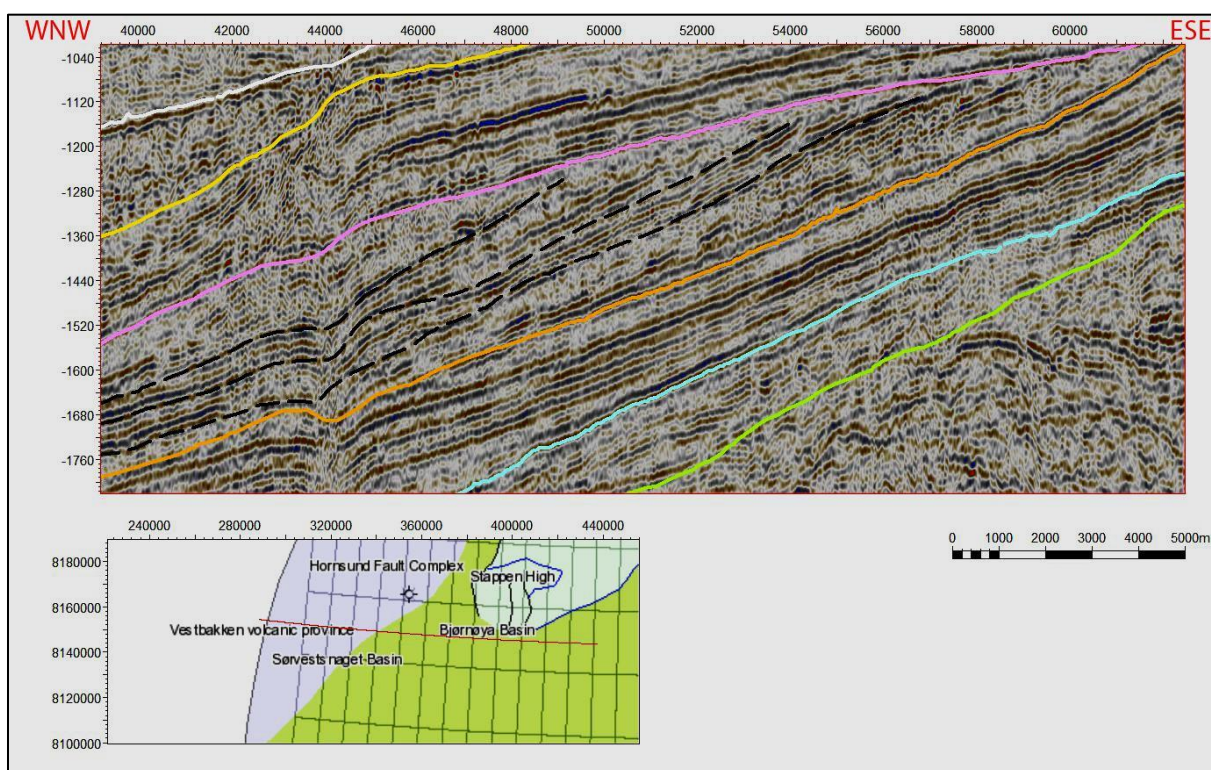 WNW
ESE
40000 42000 44000 46000 48000 50000 52000 54000 56000 58000 60000
-1040
-1120
-1200
-1280
-1360
-1440
-1520
-1600
-1680
-1760
240000 280000 320000 360000 400000 440000
8180000
8160000
8140000
8120000
8100000
Hornsund Fault Complex
Stappen High
Vestbakken volcanic province
Bjørnøya Basin
Sørvestsnaget Basin
0 1000 2000 3000 4000 5000m